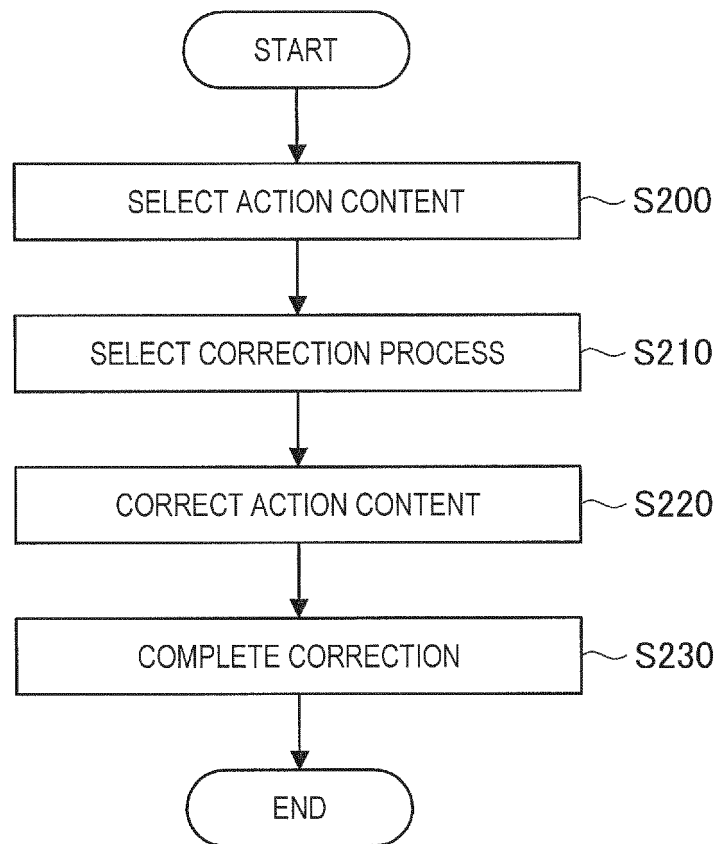 START
SELECT ACTION CONTENT
S200
SELECT CORRECTION PROCESS
S210
CORRECT ACTION CONTENT
S220
COMPLETE CORRECTION
S230
END